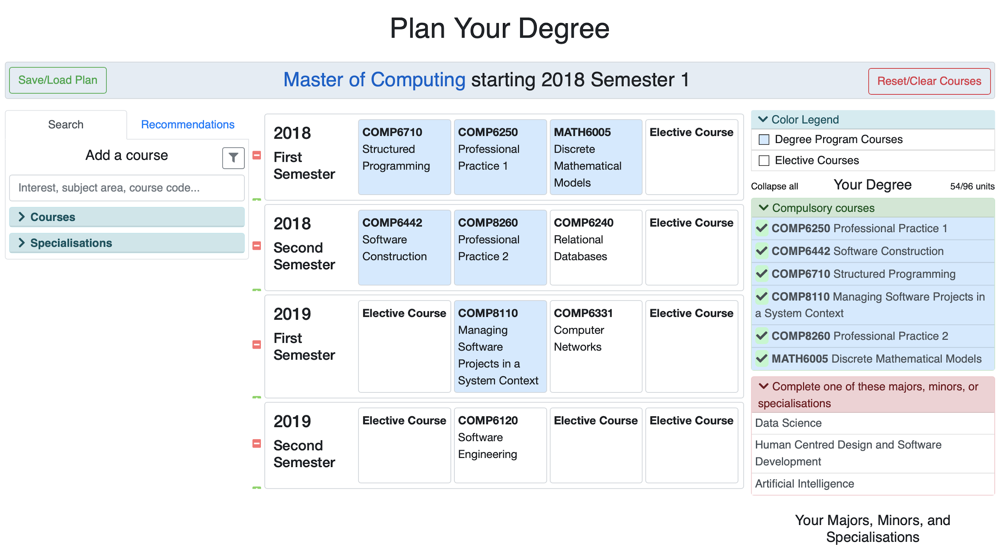 Plan Your Degree
Save/Load Plan
Master of Computing starting 2018 Semester 1
Reset/Clear Courses
Search
Recommendations
Add a course
Interest, subject area, course code...
Courses
Specialisations
2018
First
Semester
COMP6710
Structured
Programming
COMP6250
Professional
Practice 1
MATH6005
Discrete
Mathematical
Models
Elective Course
2018
Second
Semester
COMP6442
Software
Construction
COMP8260
Professional
Practice 2
COMP6240
Relational
Databases
Elective Course
2019
First
Semester
Elective Course
COMP8110
Managing
Software
Projects in a
System Context
COMP6331
Computer
Networks
Elective Course
2019
Second
Semester
Elective Course
COMP6120
Software
Engineering
Elective Course
Elective Course
Color Legend
Degree Program Courses
Elective Courses
Collapse all
Your Degree
54/96 units
Compulsory courses
COMP6250 Professional Practice 1
COMP6442 Software Construction
COMP6710 Structured Programming
COMP8110 Managing Software Projects in
a System Context
COMP8260 Professional Practice 2
MATH6005 Discrete Mathematical Models
Complete one of these majors, minors, or
specialisations
Data Science
Human Centred Design and Software
Development
Artificial Intelligence
Your Majors, Minors, and
Specialisations